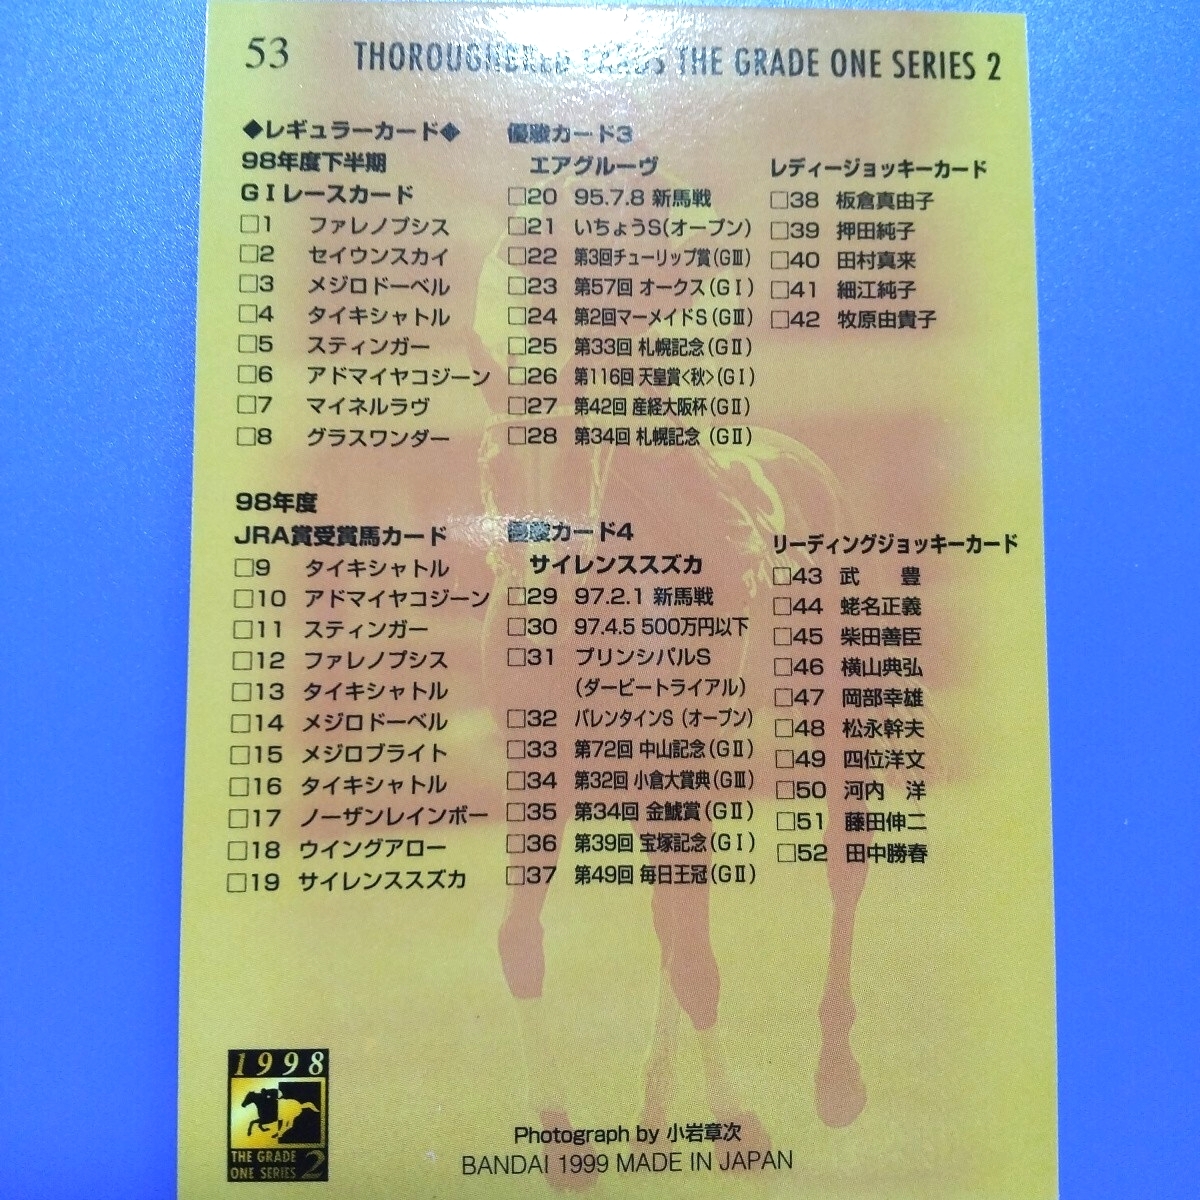 53 THOROUGHBRED CARDS THE GRADE ONE SERIES 2
◆レギュラーカード◆
98年度下半期
GⅠレースカード
□1 ファレノプシス
□2 セイウンスカイ
□3 メジロドーベル
□4 タイキシャトル
□5 スティンガー
□6 アドマイヤコジーン
□7 マイネルラヴ
□8 グラスワンダー
98年度
JRA賞受賞馬カード
□9 タイキシャトル
□10 アドマイヤコジーン
□11 スティンガー
□12 ファレノプシス
□13 タイキシャトル
□14 メジロドーベル
□15 メジロブライト
□16 タイキシャトル
□17 ノーザンレインボー
□18 ウイングアロー
□19 サイレンススズカ
優駿カード3
エアグルーヴ
□20 95.7.8 新馬戦
□21 いちょうS(オープン)
□22 第3回チューリップ賞(GⅢ)
□23 第57回 オークス(GⅠ)
□24 第2回マーメイドS(GⅢ)
□25 第33回 札幌記念(GⅡ)
□26 第116回 天皇賞<秋>(GⅠ)
□27 第42回 産経大阪杯(GⅡ)
□28 第34回 札幌記念 (GⅡ)
優駿カード4
サイレンススズカ
□29 97.2.1 新馬戦
□30 97.4.5 500万円以下
□31 プリンシパルS
(ダービートライアル)
□32 バレンタインS (オープン)
□33 第72回 中山記念(GⅡ)
□34 第32回 小倉大賞典(GⅢ)
□35 第34回 金鯱賞(GⅡ)
□36 第39回 宝塚記念(GⅠ)
□37 第49回 毎日王冠(GⅡ)
レディージョッキーカード
□38 板倉真由子
□39 押田純子
□40 田村真来
□41 細江純子
□42 牧原由貴子
リーディングジョッキーカード
□43 武 豊
□44 蛯名正義
□45 柴田善臣
□46 横山典弘
□47 岡部幸雄
□48 松永幹夫
□49 四位洋文
□50 河内 洋
□51 藤田伸二
□52 田中勝春
1998
THE GRADE
ONE SERIES 2
Photograph by 小岩章次
BANDAI 1999 MADE IN JAPAN